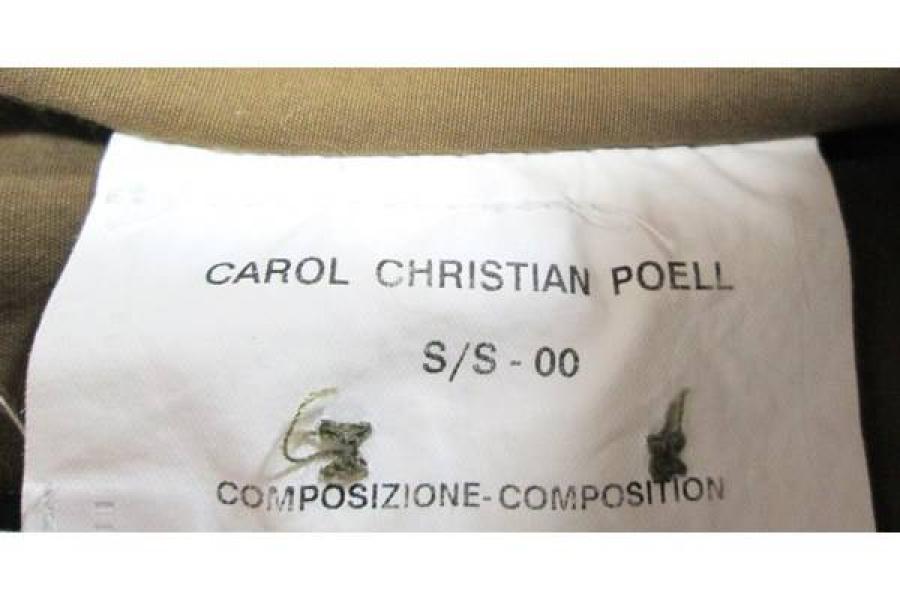 CAROL CHRISTIAN POELL
S/S - 00
COMPOSIZIONE-COMPOSITION